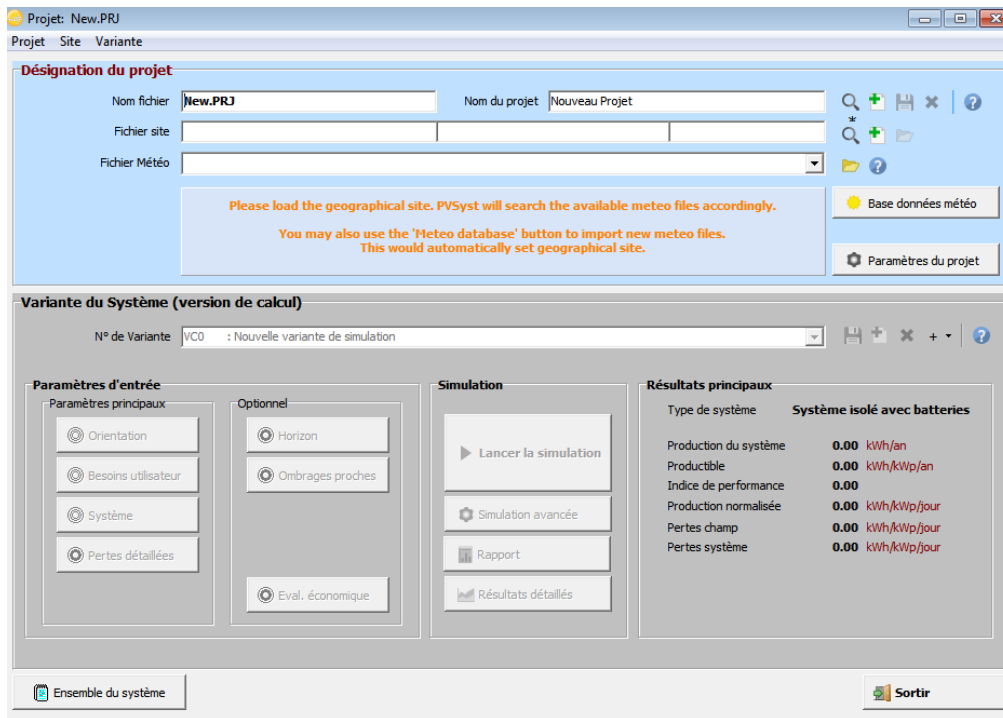 Projet: New.PRJ
Projet Site Variante
Désignation du projet
Nom fichier New.PRJ Nom du projet Nouveau Projet
Fichier site
Fichier Météo
Please load the geographical site. PVSyst will search the available meteo files accordingly.
You may also use the 'Meteo database' button to import new meteo files.
This would automatically set geographical site.
Base données météo
Paramètres du projet
Variante du Système (version de calcul)
N° de Variante VC0 : Nouvelle variante de simulation
Paramètres d'entrée
Paramètres principaux
Orientation
Besoins utilisateur
Système
Pertes détaillées
Optionnel
Horizon
Ombrages proches
Eval. économique
Simulation
Lancer la simulation
Simulation avancée
Rapport
Résultats détaillés
Résultats principaux
Type de système Système isolé avec batteries
Production du système 0.00 kWh/an
Productible 0.00 kWh/kWp/an
Indice de performance 0.00
Production normalisée 0.00 kWh/kWp/jour
Pertes champ 0.00 kWh/kWp/jour
Pertes système 0.00 kWh/kWp/jour
Ensemble du système
Sortir